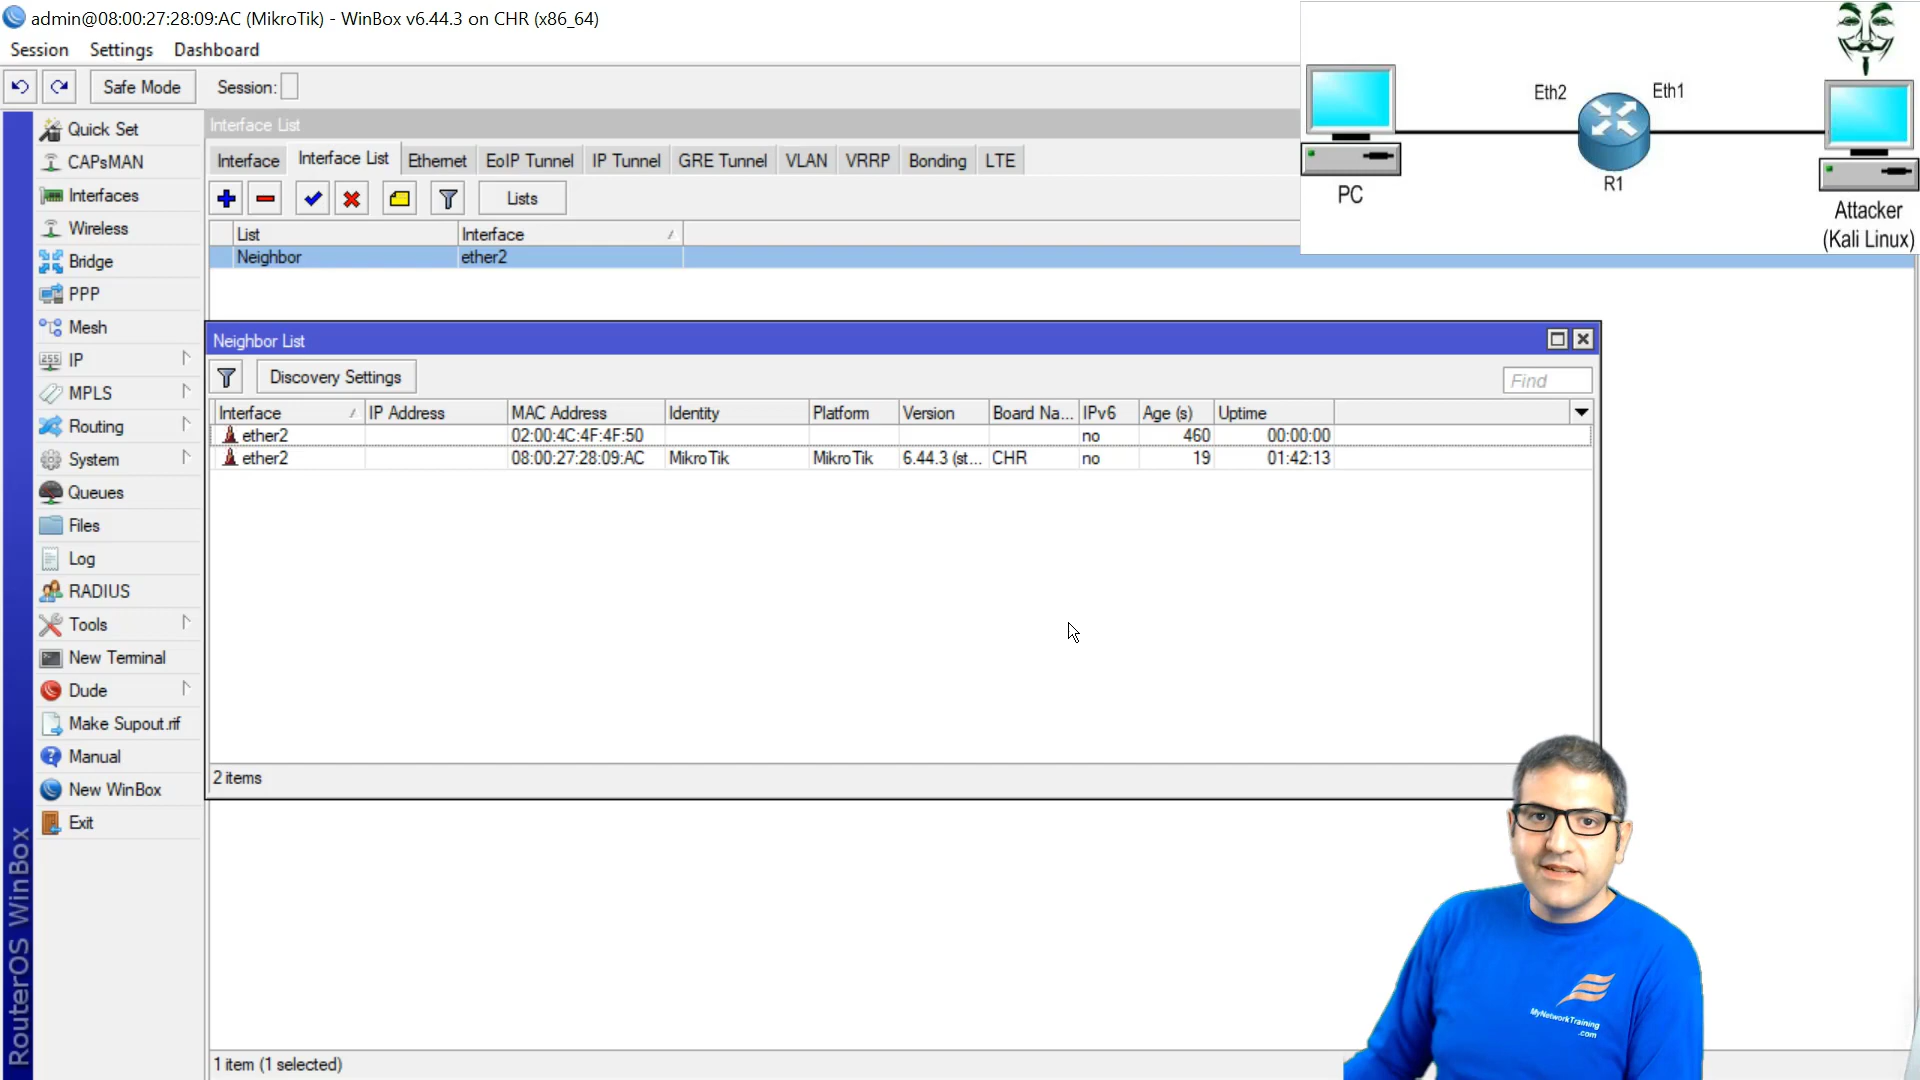 admin@08:00:27:28:09:AC (MikroTik) - WinBox v6.44.3 on CHR (x86_64)
Session Settings Dashboard
Safe Mode Session:
Quick Set
CAPsMAN
Interfaces
Wireless
Bridge
PPP
Mesh
IP
MPLS
Routing
System
Queues
Files
Log
RADIUS
Tools
New Terminal
Dude
Make Supout.rif
Manual
New WinBox
Exit
RouterOS WinBox
Interface List
Interface Interface List Ethernet EoIP Tunnel IP Tunnel GRE Tunnel VLAN VRRP Bonding LTE
Lists
List Interface
Neighbor ether2
Neighbor List
Discovery Settings Find
Interface IP Address MAC Address Identity Platform Version Board Na... IPv6 Age (s) Uptime
ether2 02:00:4C:4F:4F:50 no 460 00:00:00
ether2 08:00:27:28:09:AC MikroTik MikroTik 6.44.3 (st... CHR no 19 01:42:13
2 items
1 item (1 selected)
Eth2 Eth1
R1
PC
Attacker
(Kali Linux)
MyNetworkTraining
.com